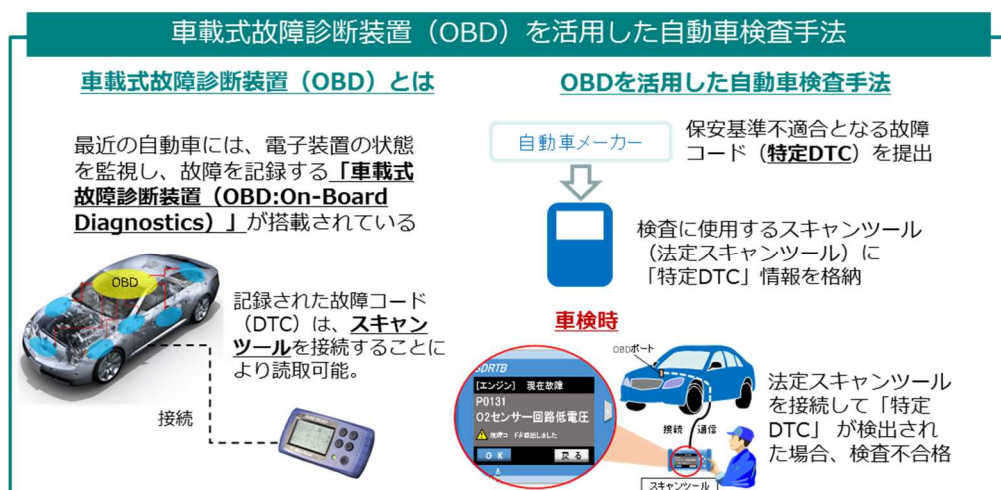 車載式故障診断装置（OBD）を活用した自動車検査手法
車載式故障診断装置（OBD）とは
最近の自動車には、電子装置の状態
を監視し、故障を記録する「車載式
故障診断装置（OBD:On-Board
Diagnostics）」が搭載されている
OBD
記録された故障コード
（DTC）は、スキャン
ツールを接続することに
より読取可能。
接続
OBDを活用した自動車検査手法
自動車メーカー
保安基準不適合となる故障
コード（特定DTC）を提出
検査に使用するスキャンツール
（法定スキャンツール）に
「特定DTC」情報を格納
車検時
SDRTB
[エンジン] 現在故障
P0131
O2センサー回路低電圧
故障コードが検出しました
OK
戻る
OBDポート
接続
通信
スキャンツール
法定スキャンツール
を接続して「特定
DTC」 が検出され
た場合、検査不合格